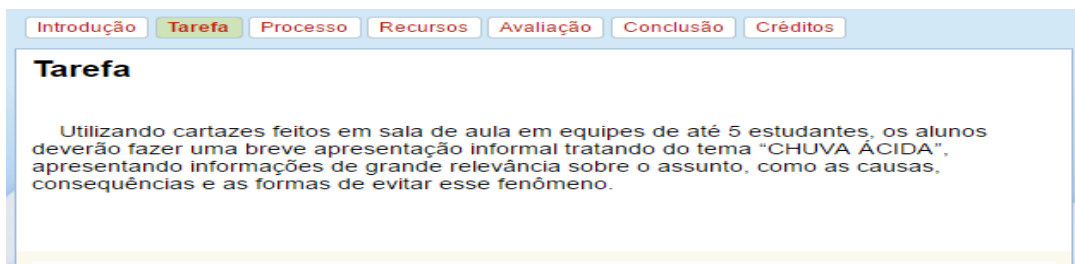 Introdução Tarefa Processo Recursos Avaliação Conclusão Créditos
Tarefa
Utilizando cartazes feitos em sala de aula em equipes de até 5 estudantes, os alunos
deverão fazer uma breve apresentação informal tratando do tema “CHUVA ÁCIDA”,
apresentando informações de grande relevância sobre o assunto, como as causas,
consequências e as formas de evitar esse fenômeno.